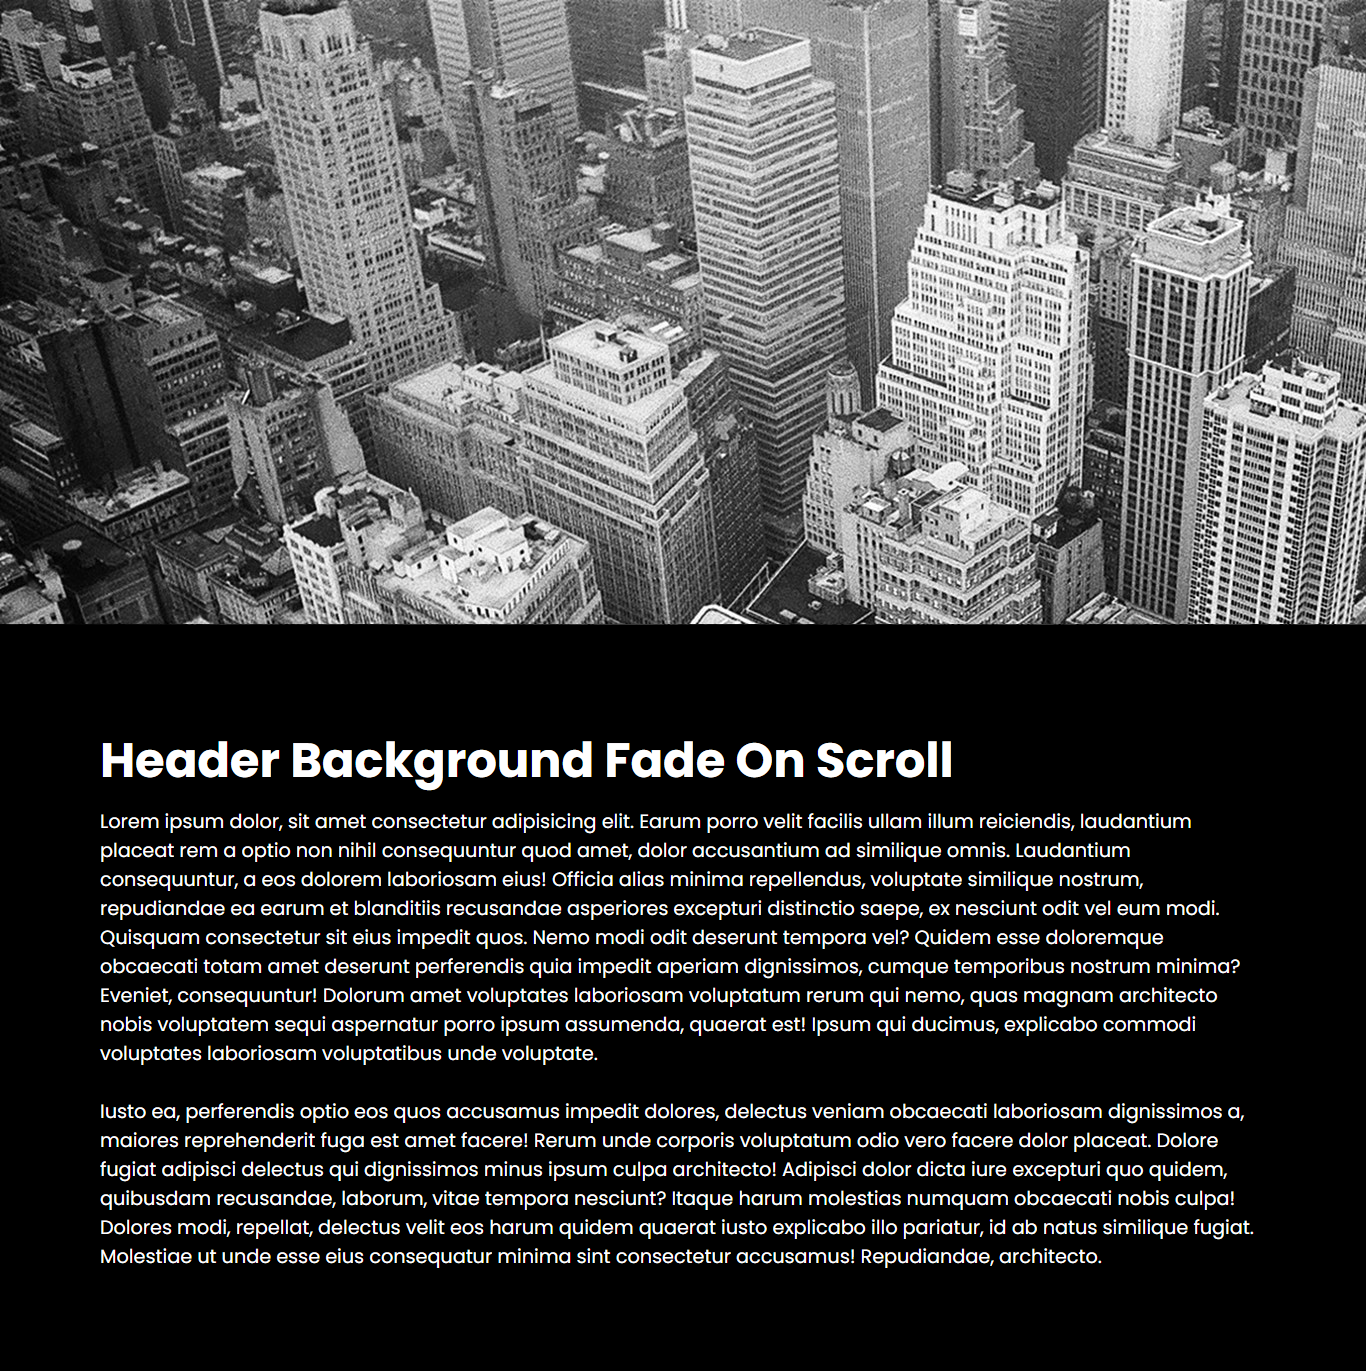 Header Background Fade On Scroll
Lorem ipsum dolor, sit amet consectetur adipisicing elit. Earum porro velit facilis ullam illum reiciendis, laudantium
placeat rem a optio non nihil consequuntur quod amet, dolor accusantium ad similique omnis. Laudantium
consequuntur, a eos dolorem laboriosam eius! Officia alias minima repellendus, voluptate similique nostrum,
repudiandae ea earum et blanditiis recusandae asperiores excepturi distinctio saepe, ex nesciunt odit vel eum modi.
Quisquam consectetur sit eius impedit quos. Nemo modi odit deserunt tempora vel? Quidem esse doloremque
obcaecati totam amet deserunt perferendis quia impedit aperiam dignissimos, cumque temporibus nostrum minima?
Eveniet, consequuntur! Dolorum amet voluptates laboriosam voluptatum rerum qui nemo, quas magnam architecto
nobis voluptatem sequi aspernatur porro ipsum assumenda, quaerat est! Ipsum qui ducimus, explicabo commodi
voluptates laboriosam voluptatibus unde voluptate.
Iusto ea, perferendis optio eos quos accusamus impedit dolores, delectus veniam obcaecati laboriosam dignissimos a,
maiores reprehenderit fuga est amet facere! Rerum unde corporis voluptatum odio vero facere dolor placeat. Dolore
fugiat adipisci delectus qui dignissimos minus ipsum culpa architecto! Adipisci dolor dicta iure excepturi quo quidem,
quibusdam recusandae, laborum, vitae tempora nesciunt? Itaque harum molestias numquam obcaecati nobis culpa!
Dolores modi, repellat, delectus velit eos harum quidem quaerat iusto explicabo illo pariatur, id ab natus similique fugiat.
Molestiae ut unde esse eius consequatur minima sint consectetur accusamus! Repudiandae, architecto.